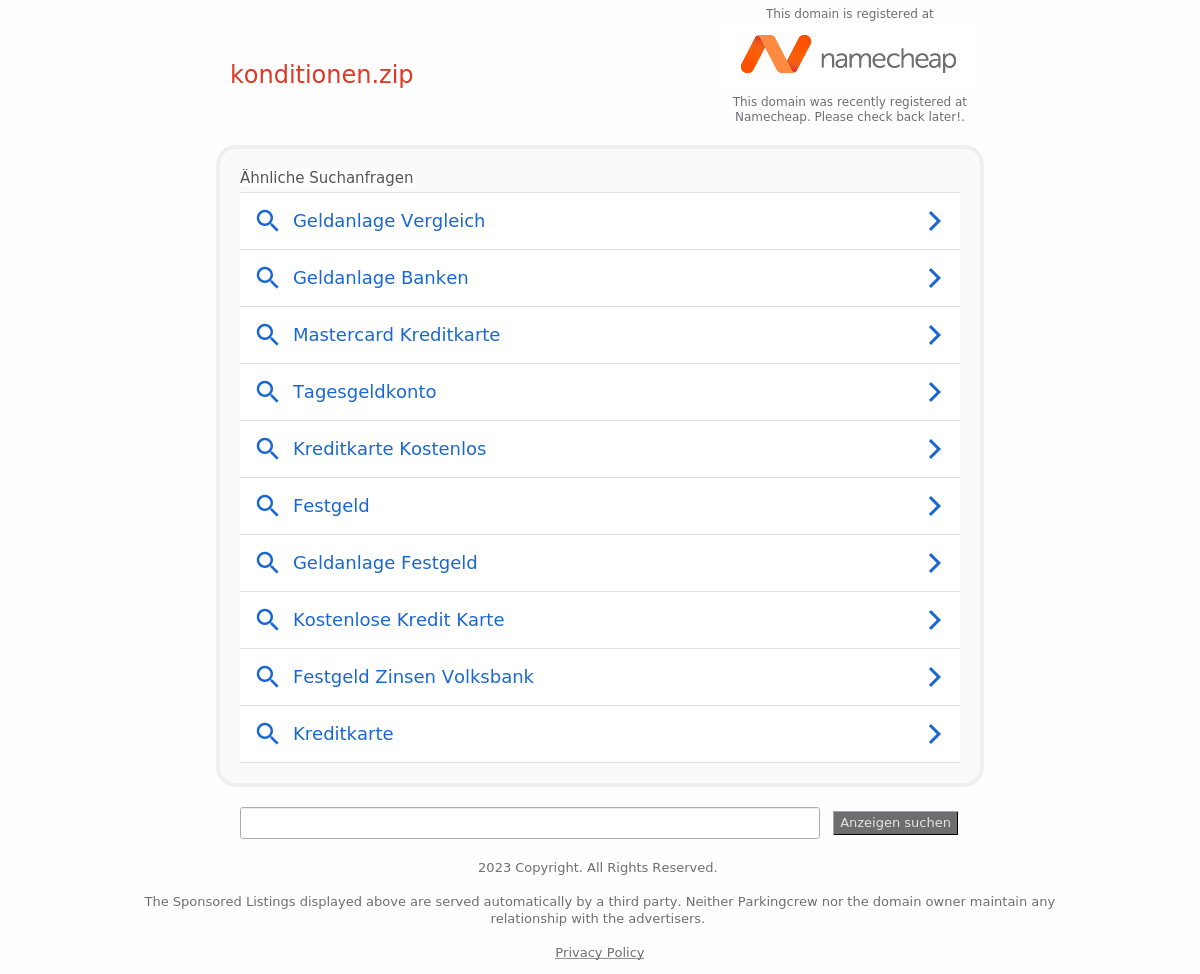 This domain is registered at
namecheap
konditionen.zip
This domain was recently registered at
Namecheap. Please check back later!.
Ähnliche Suchanfragen
Geldanlage Vergleich
Geldanlage Banken
Mastercard Kreditkarte
Tagesgeldkonto
Kreditkarte Kostenlos
Festgeld
Geldanlage Festgeld
Kostenlose Kredit Karte
Festgeld Zinsen Volksbank
Kreditkarte
Anzeigen suchen
2023 Copyright. All Rights Reserved.
The Sponsored Listings displayed above are served automatically by a third party. Neither Parkingcrew nor the domain owner maintain any
relationship with the advertisers.
Privacy Policy